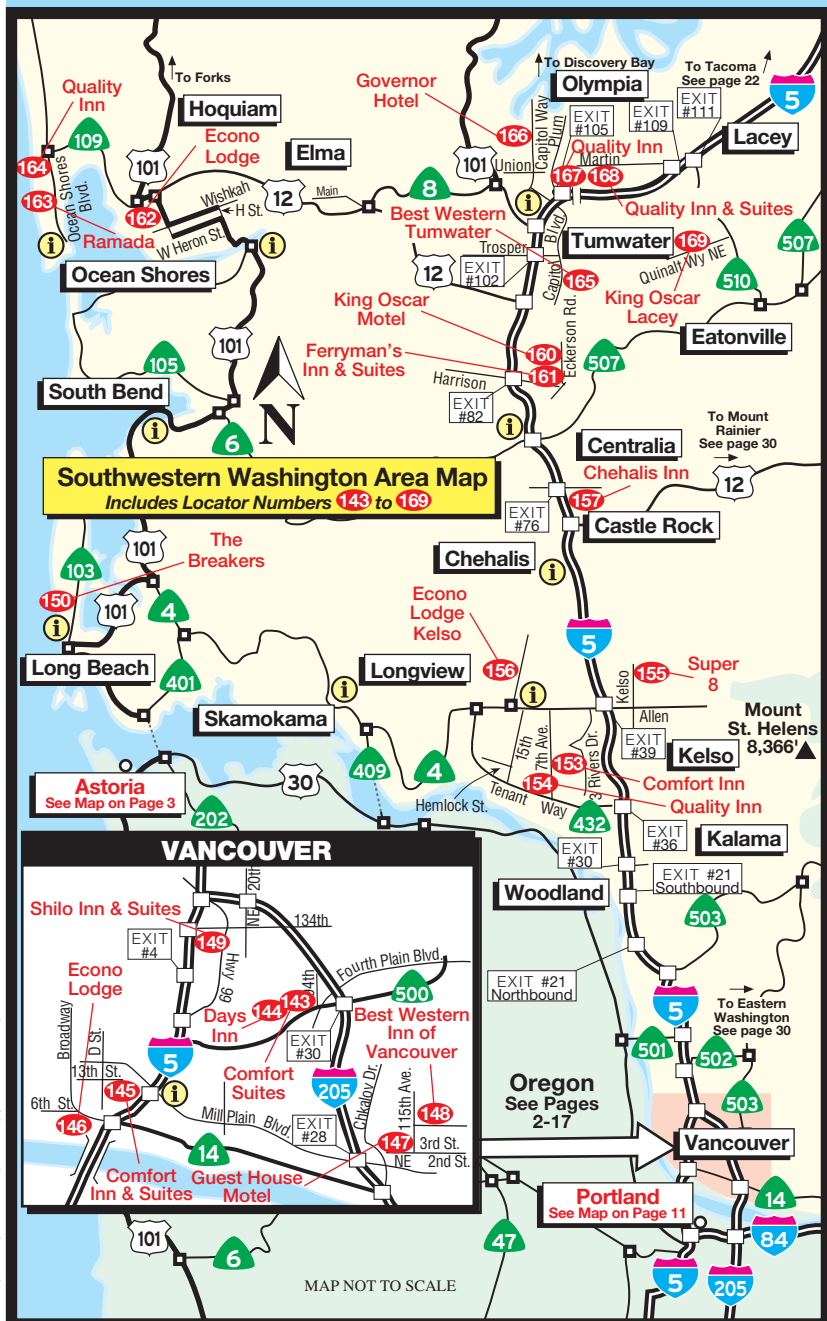 To Forks
Quality
Inn
Hoquiam
109
Econo
Lodge
Elma
101
164
163
Ocean Shores
Blvd.
Ramada
162
Wishkah
H St.
W Heron St.
12
Main
8
i
i
Ocean Shores
Governor
Hotel
166
To Discovery Bay
Olympia
To Tacoma
See page 22
5
EXIT
#105
EXIT
#109
EXIT
#111
Lacey
101
Union
Capitol Way
Plum
Quality Inn
Martin
167
168
Quality Inn & Suites
Best Western
Tumwater
i
Blvd.
Capitol
Tumwater
169
Quinalt Wy NE
King Oscar
Lacey
507
510
Trosper
EXIT
#102
12
165
King Oscar
Motel
160
Eckerson Rd.
Eatonville
Ferryman's
Inn & Suites
161
507
Harrison
EXIT
#82
i
101
105
South Bend
N
i
6
Southwestern Washington Area Map
Includes Locator Numbers 143 to 169
Centralia
To Mount
Rainier
See page 30
Chehalis Inn
157
12
EXIT
#76
Castle Rock
Chehalis
i
101
The
Breakers
103
150
101
4
i
Long Beach
401
5
Econo
Lodge
Kelso
156
Longview
i
i
Skamokama
Kelso
155
Super
8
Allen
EXIT
#39
Kelso
Mount
St. Helens
8,366'
409
4
15th
7th Ave.
3 Rivers Dr.
153
Comfort Inn
154
Quality Inn
Hemlock St.
Tenant Way
432
EXIT
#36
Kalama
EXIT
#30
EXIT #21
Southbound
Woodland
503
EXIT #21
Northbound
Astoria
See Map on Page 3
30
202
VANCOUVER
Shilo Inn & Suites
149
NE 20th
134th
EXIT
#4
Hwy 99
Econo
Lodge
Broadway
D St.
13th St.
6th St.
145
146
5
i
Days
Inn
144
143
94th
Fourth Plain Blvd.
500
EXIT
#30
Comfort
Suites
205
Best Western
Inn of
Vancouver
148
Chkalov Dr.
115th Ave.
Mill Plain Blvd.
EXIT
#28
147
3rd St.
NE 2nd St.
14
Comfort
Inn & Suites
Guest House
Motel
5
To Eastern
Washington
See page 30
501
502
503
Oregon
See Pages
2-17
Vancouver
14
Portland
See Map on Page 11
84
5
205
101
6
47
MAP NOT TO SCALE